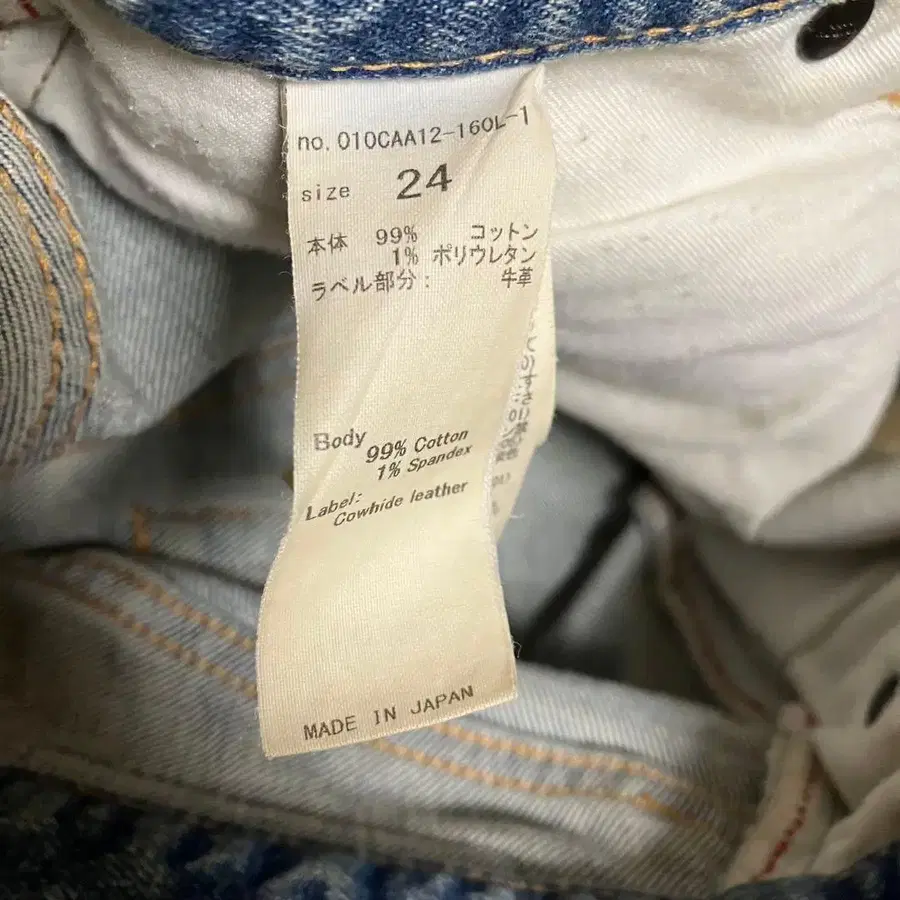 no.010CAA12-160L-1
size 24
本体 99% コットン
1% ポリウレタン
ラベル部分： 牛革
Body 99% Cotton
1% Spandex
Label:
Cowhide leather
MADE IN JAPAN